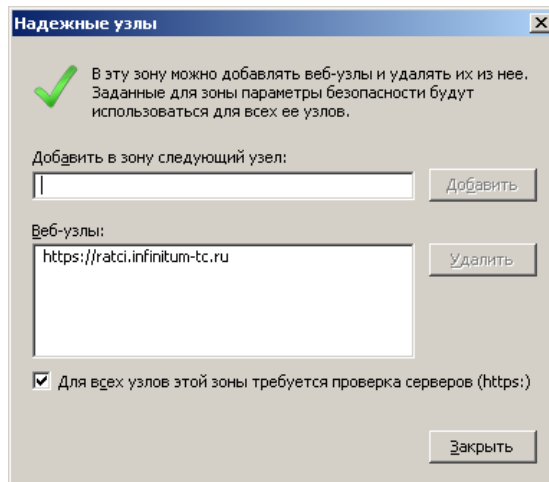 Надежные узлы
В эту зону можно добавлять веб-узлы и удалять их из нее.
Заданные для зоны параметры безопасности будут
использоваться для всех ее узлов.
Добавить в зону следующий узел:
Добавить
Веб-узлы:
https://ratci.infinitum-tc.ru
Удалить
Для всех узлов этой зоны требуется проверка серверов (https:)
Закрыть